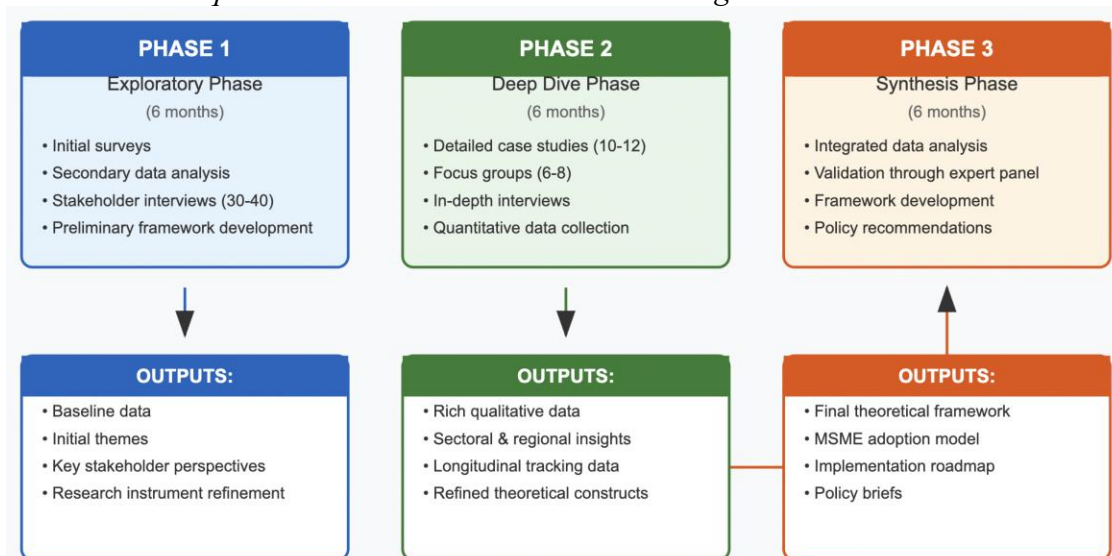 PHASE 1
Exploratory Phase
(6 months)
• Initial surveys
• Secondary data analysis
• Stakeholder interviews (30-40)
• Preliminary framework development
PHASE 2
Deep Dive Phase
(6 months)
• Detailed case studies (10-12)
• Focus groups (6-8)
• In-depth interviews
• Quantitative data collection
PHASE 3
Synthesis Phase
(6 months)
• Integrated data analysis
• Validation through expert panel
• Framework development
• Policy recommendations
OUTPUTS:
• Baseline data
• Initial themes
• Key stakeholder perspectives
• Research instrument refinement
OUTPUTS:
• Rich qualitative data
• Sectoral & regional insights
• Longitudinal tracking data
• Refined theoretical constructs
OUTPUTS:
• Final theoretical framework
• MSME adoption model
• Implementation roadmap
• Policy briefs